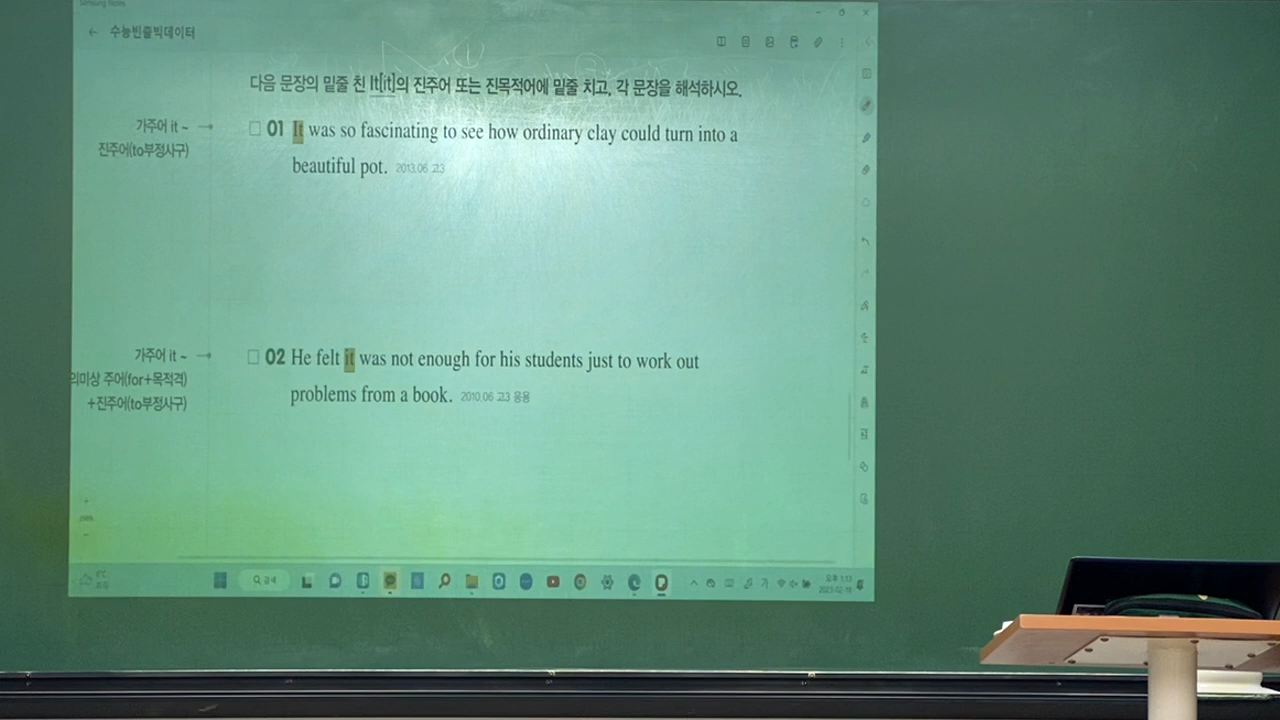 Samsung Notes
수능빈출빅데이터
다음 문장의 밑줄 친 It[it]의 진주어 또는 진목적어에 밑줄 치고, 각 문장을 해석하시오.
가주어 it ~
진주어(to부정사구)
01 It was so fascinating to see how ordinary clay could turn into a
beautiful pot. 2013.06 고3
가주어 it ~
의미상 주어(for+목적격)
+진주어(to부정사구)
02 He felt it was not enough for his students just to work out
problems from a book. 2010.06 고3 응용
검색